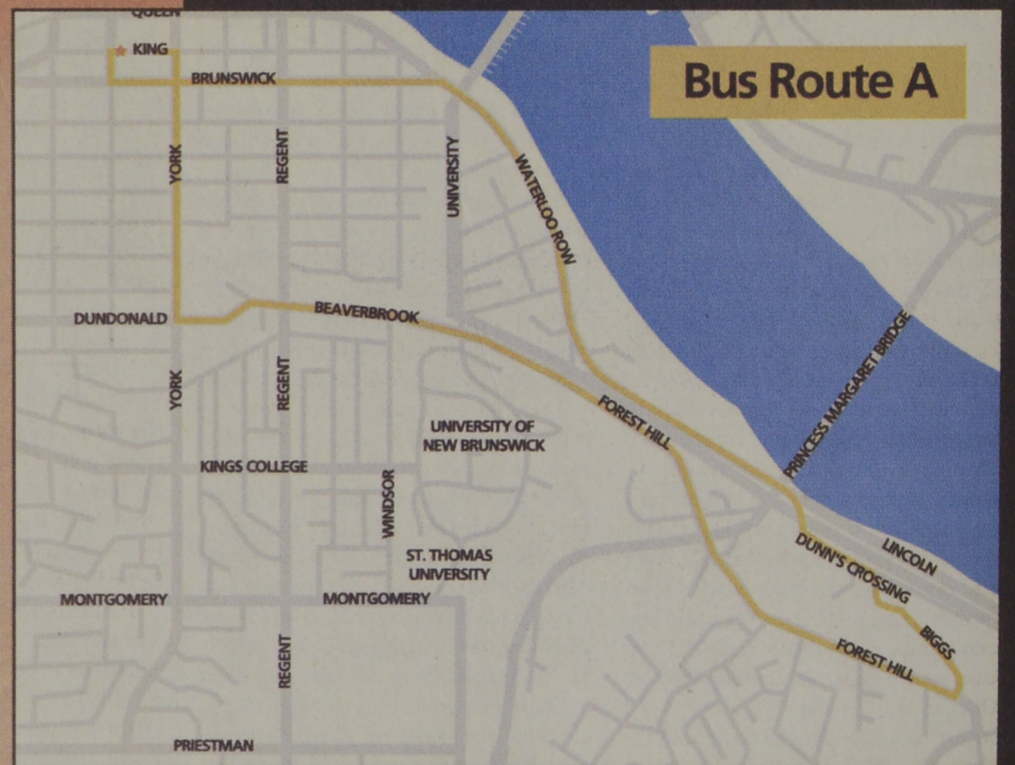 QUEEN
KING
Bus Route A
BRUNSWICK
YORK
REGENT
UNIVERSITY
WATERLOO ROW
DUNDONALD
BEAVERBROOK
PRINCESS MARGARET BRIDGE
YORK
REGENT
FOREST HILL
UNIVERSITY OF
NEW BRUNSWICK
KINGS COLLEGE
WINDSOR
ST. THOMAS
UNIVERSITY
DUNN'S CROSSING
LINCOLN
MONTGOMERY
MONTGOMERY
BIGGS
REGENT
FOREST HILL
PRIESTMAN